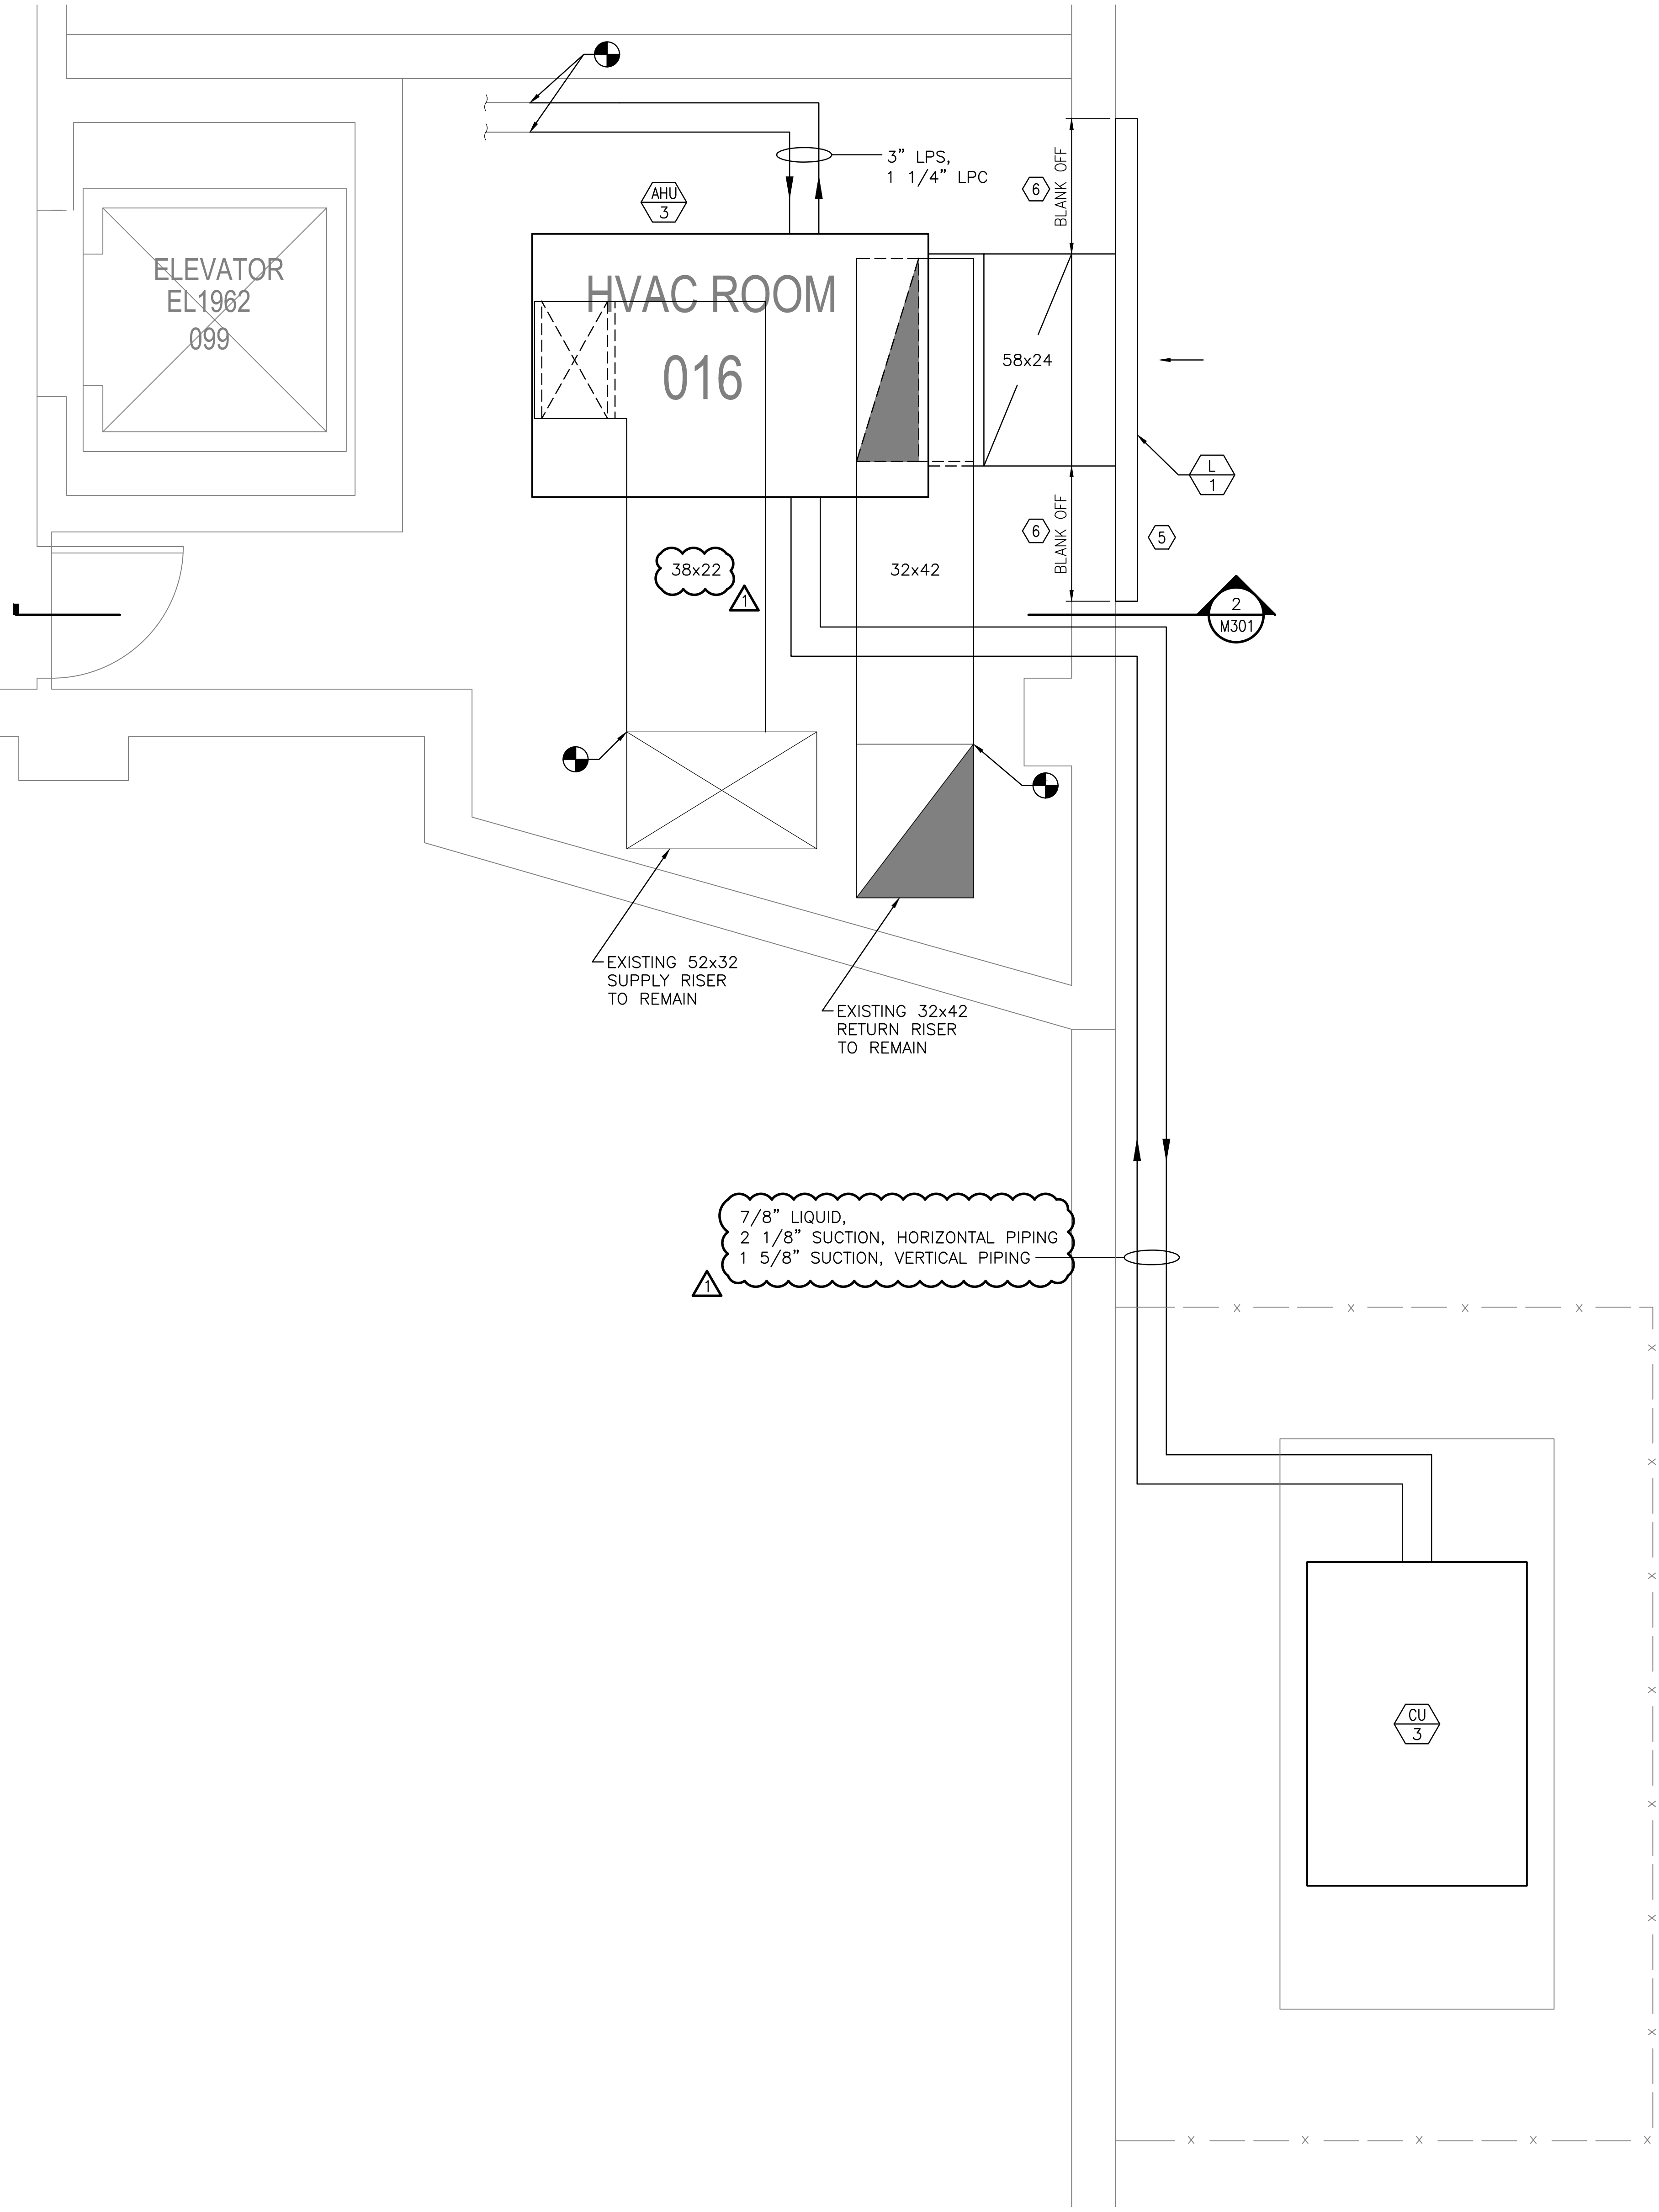 3" LPS,
1 1/4" LPC
AHU
3
6
BLANK OFF
ELEVATOR
EL1962
099
HVAC ROOM
016
58x24
L
1
6
BLANK OFF
5
38x22
1
32x42
2
M301
EXISTING 52x32
SUPPLY RISER
TO REMAIN
EXISTING 32x42
RETURN RISER
TO REMAIN
7/8" LIQUID,
2 1/8" SUCTION, HORIZONTAL PIPING
1 5/8" SUCTION, VERTICAL PIPING
1
CU
3